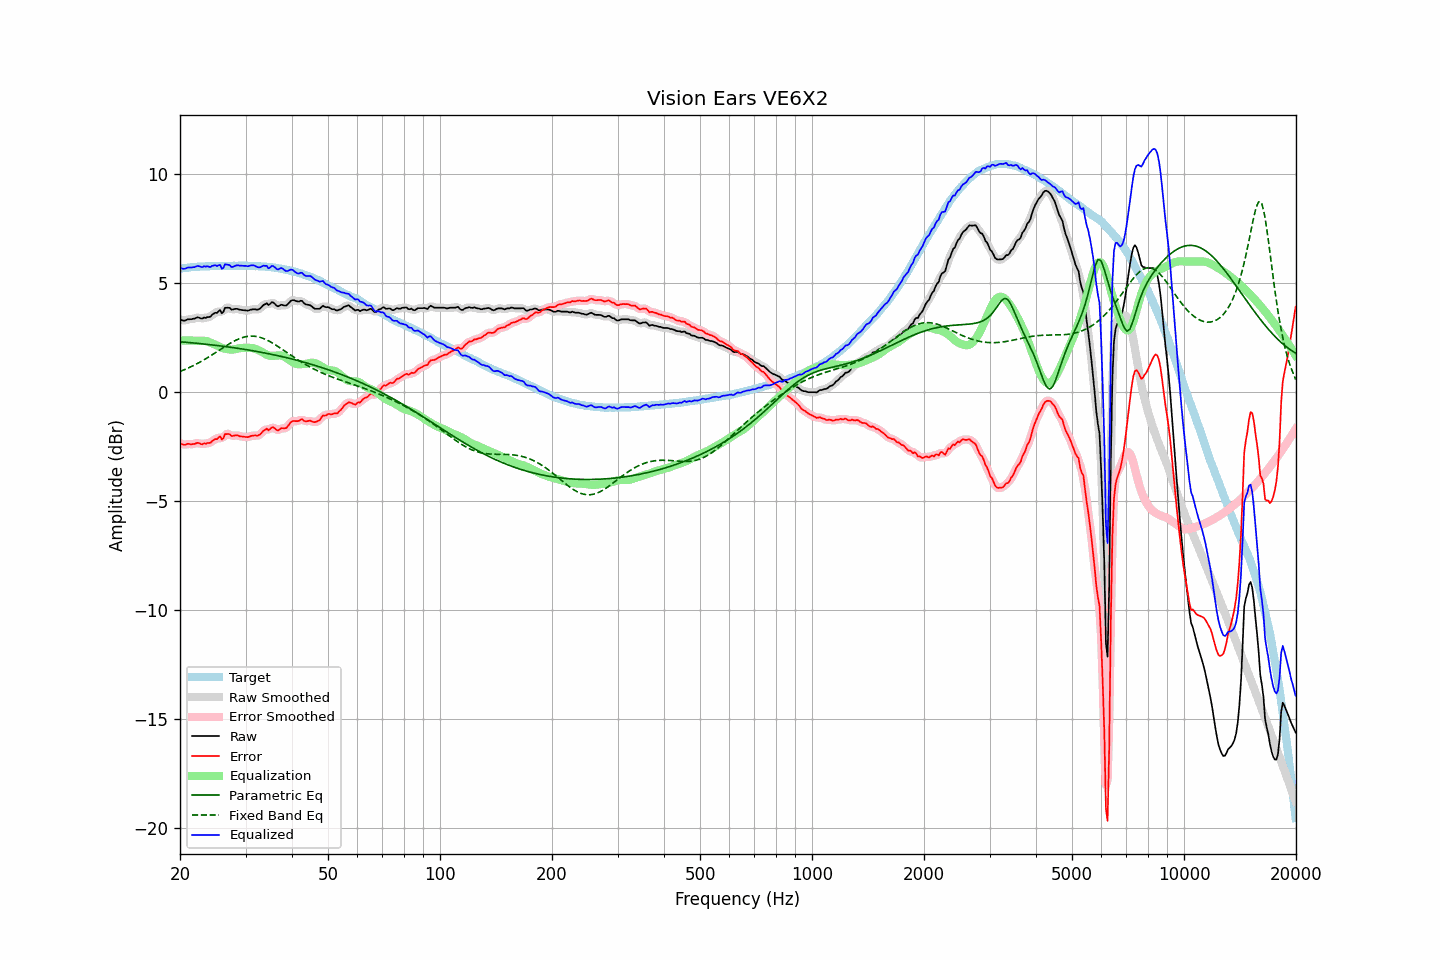 Vision Ears VE6X2
Amplitude (dBr)
10
5
0
−5
−10
−15
−20
Target
Raw Smoothed
Error Smoothed
Raw
Error
Equalization
Parametric Eq
Fixed Band Eq
Equalized
20 50 100 200 500 1000 2000 5000 10000 20000
Frequency (Hz)